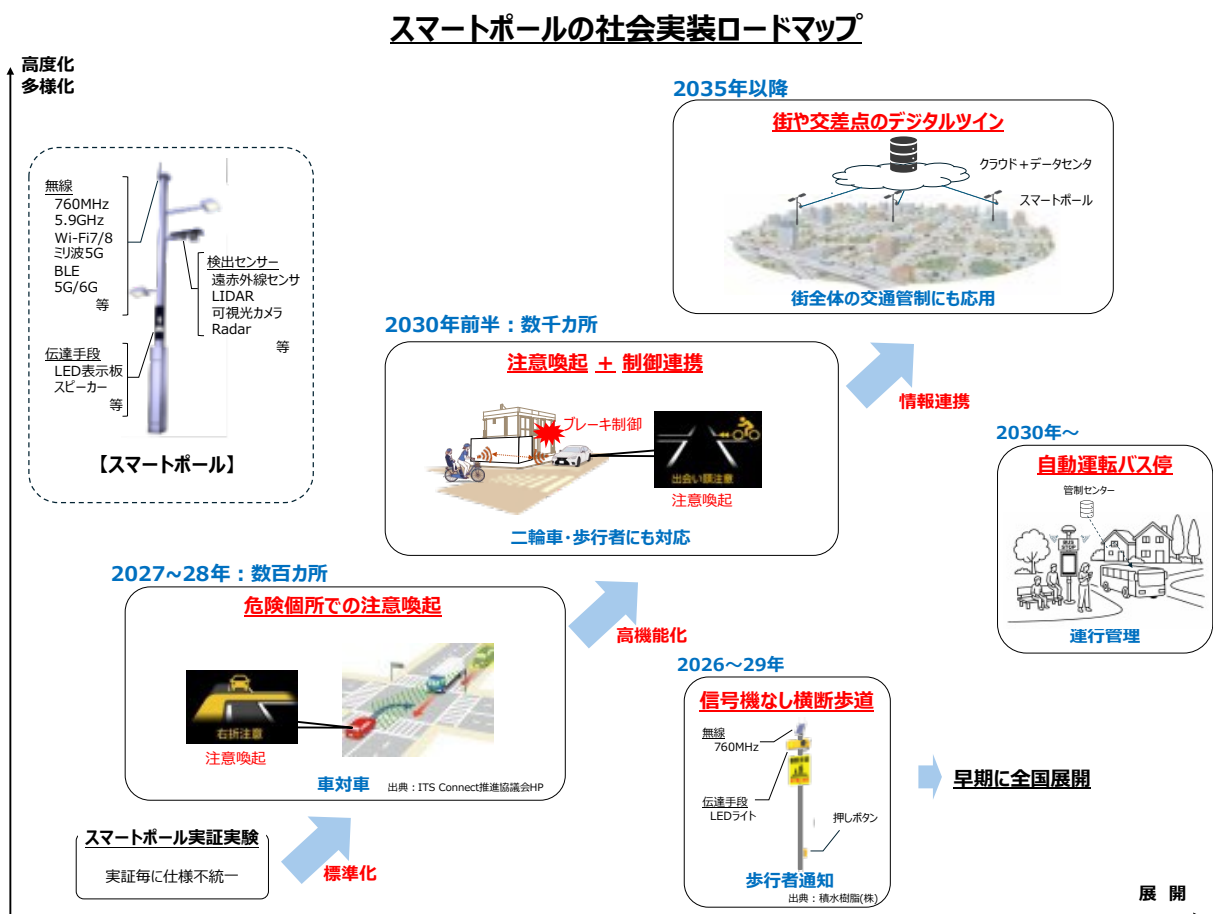 スマートポールの社会実装ロードマップ
高度化
多様化
2035年以降
街や交差点のデジタルツイン
クラウド＋データセンタ
スマートポール
街全体の交通管制にも応用
無線
760MHz
5.9GHz
Wi-Fi7/8
ミリ波5G
BLE
5G/6G
等
検出センサー
遠赤外線センサ
LIDAR
可視光カメラ
Radar
等
伝達手段
LED表示板
スピーカー
等
【スマートポール】
2030年前半：数千カ所
注意喚起 + 制御連携
ブレーキ制御
出会い頭注意
注意喚起
二輪車・歩行者にも対応
情報連携
2030年～
自動運転バス停
管制センター
BUS
STOP
運行管理
2027~28年：数百カ所
危険個所での注意喚起
右折注意
注意喚起
車対車
出典：ITS Connect推進協議会HP
高機能化
2026～29年
信号機なし横断歩道
無線
760MHz
伝達手段
LEDライト
押しボタン
歩行者通知
出典：積水樹脂(株)
早期に全国展開
スマートポール実証実験
実証毎に仕様不統一
標準化
展 開